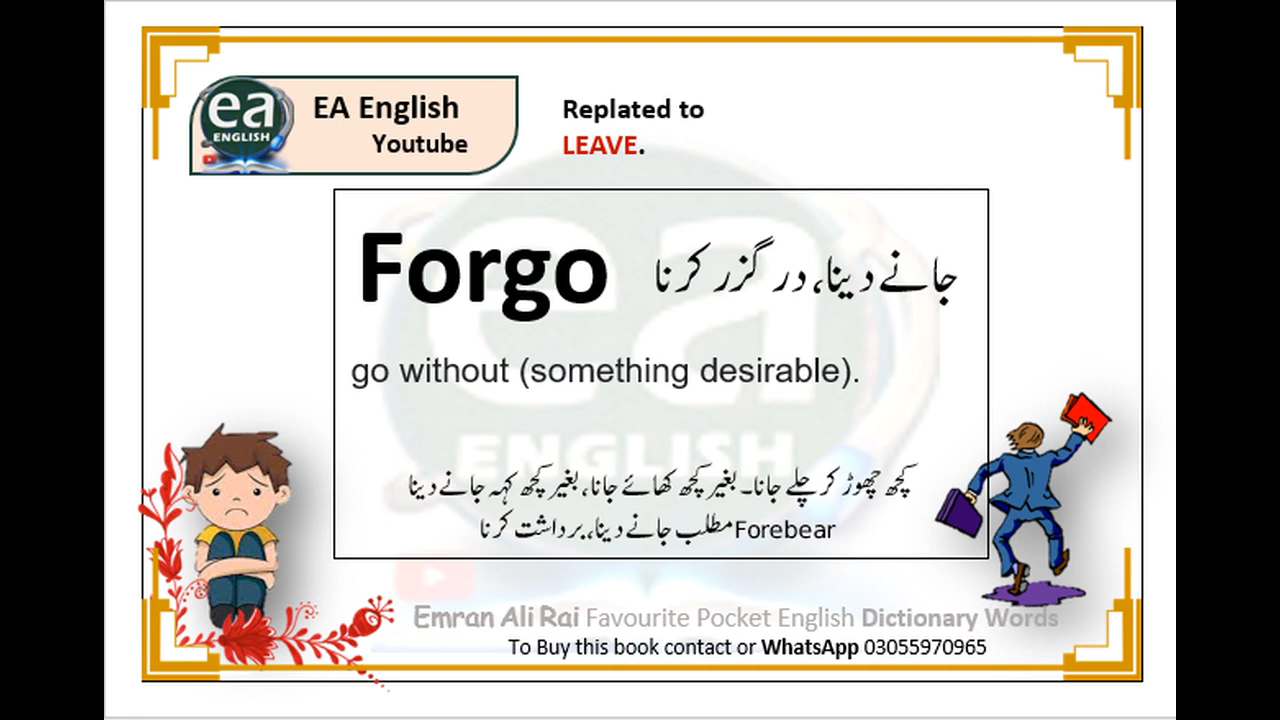 ea
ENGLISH
EA English
Youtube
Replated to
LEAVE.
Forgo جانے دینا، در گزر کرنا
go without (something desirable).
کچھ چھوڑ کر چلے جانا۔ بغیر کچھ کھائے جانا، بغیر کچھ کہہ جانے دینا
Forebear مطلب جانے دینا، برداشت کرنا
Emran Ali Rai Favourite Pocket English Dictionary Words
To Buy this book contact or WhatsApp 03055970965
ea
ENGLISH